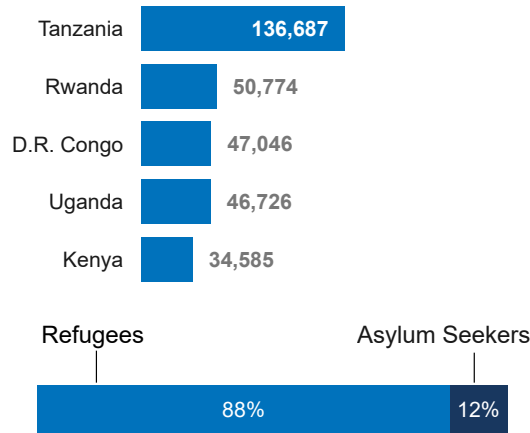 Tanzania 136,687
Rwanda 50,774
D.R. Congo 47,046
Uganda 46,726
Kenya 34,585
Refugees Asylum Seekers
88% 12%